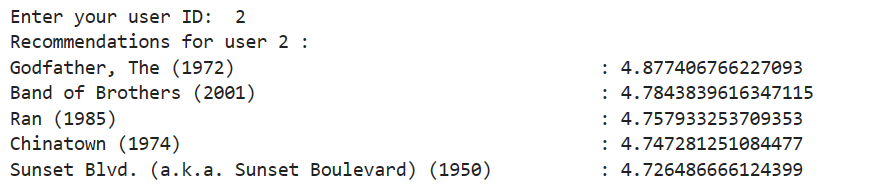 Enter your user ID:  2
Recommendations for user 2 :
Godfather, The (1972) : 4.877406766227093
Band of Brothers (2001) : 4.7843839616347115
Ran (1985) : 4.757933253709353
Chinatown (1974) : 4.747281251084477
Sunset Blvd. (a.k.a. Sunset Boulevard) (1950) : 4.726486666124399